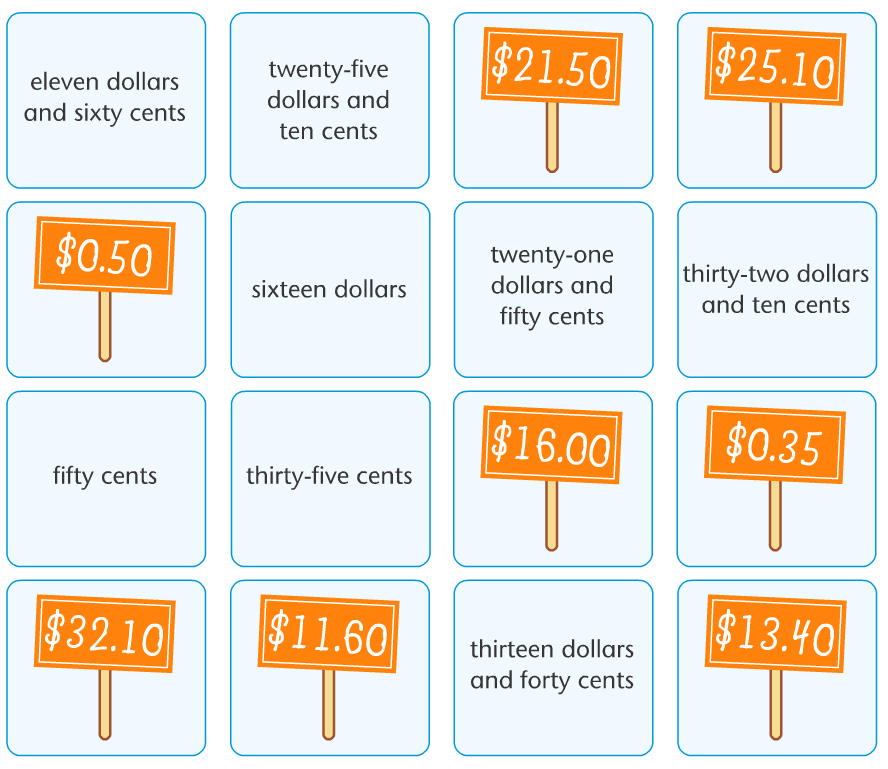 eleven dollars
and sixty cents
twenty-five
dollars and
ten cents
$21.50
$25.10
$0.50
sixteen dollars
twenty-one
dollars and
fifty cents
thirty-two dollars
and ten cents
fifty cents
thirty-five cents
$16.00
$0.35
$32.10
$11.60
thirteen dollars
and forty cents
$13.40